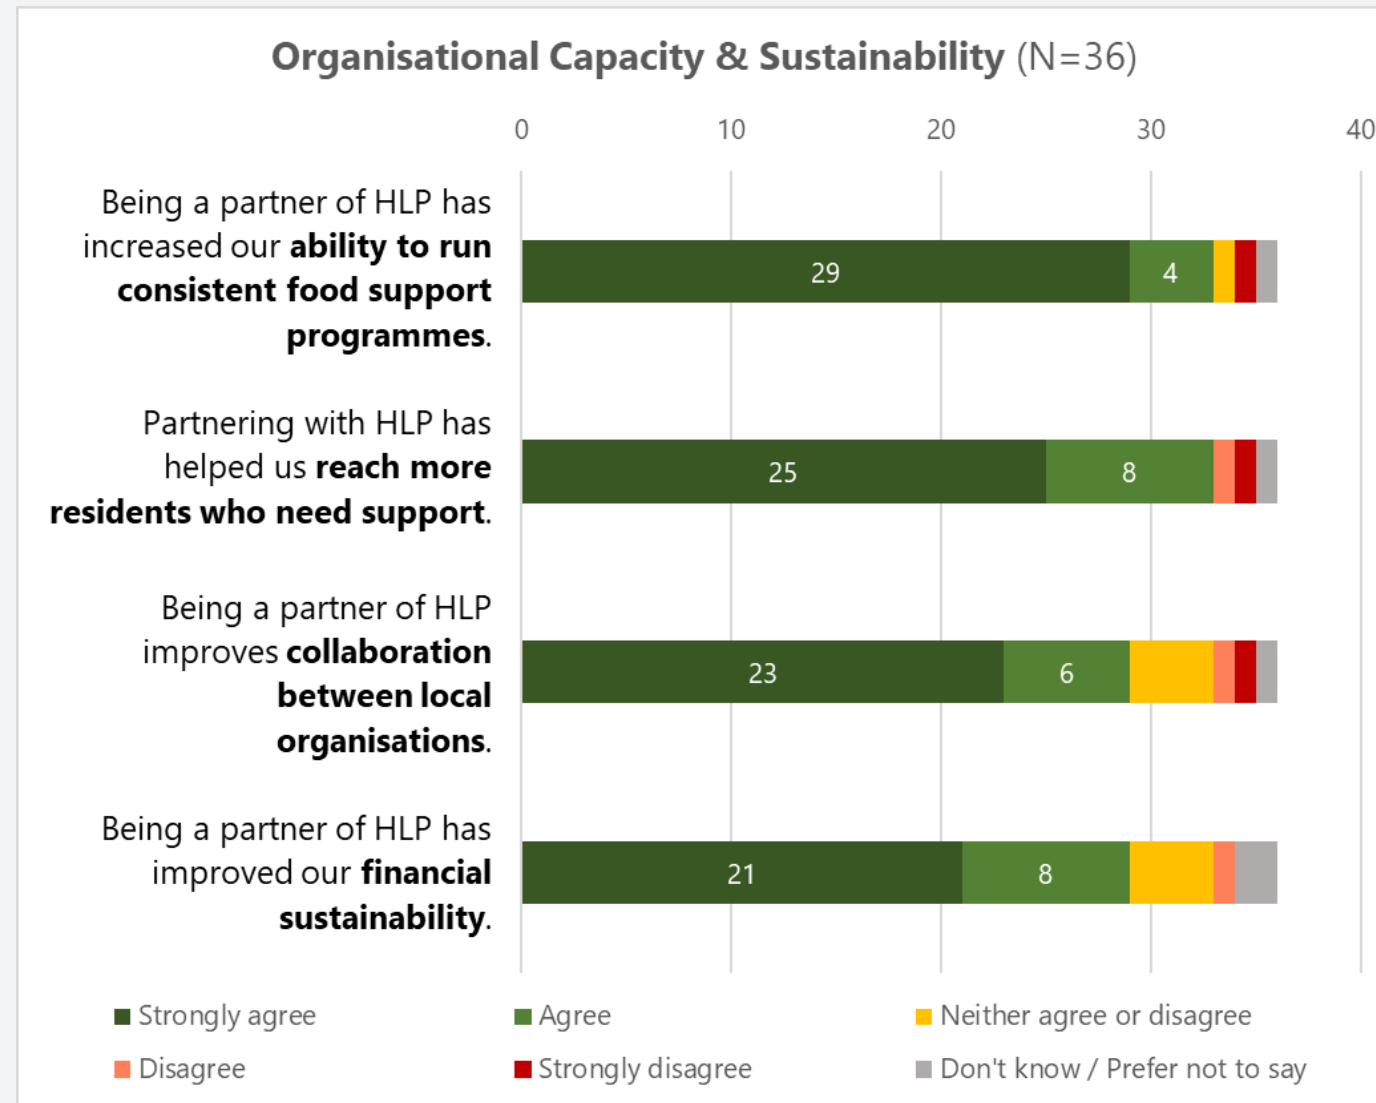 Organisational Capacity & Sustainability (N=36)
0 10 20 30 40
Being a partner of HLP has
increased our ability to run
consistent food support
programmes.
29 4
Partnering with HLP has
helped us reach more
residents who need support.
25 8
Being a partner of HLP
improves collaboration
between local
organisations.
23 6
Being a partner of HLP has
improved our financial
sustainability.
21 8
Strongly agree Agree Neither agree or disagree
Disagree Strongly disagree Don't know / Prefer not to say